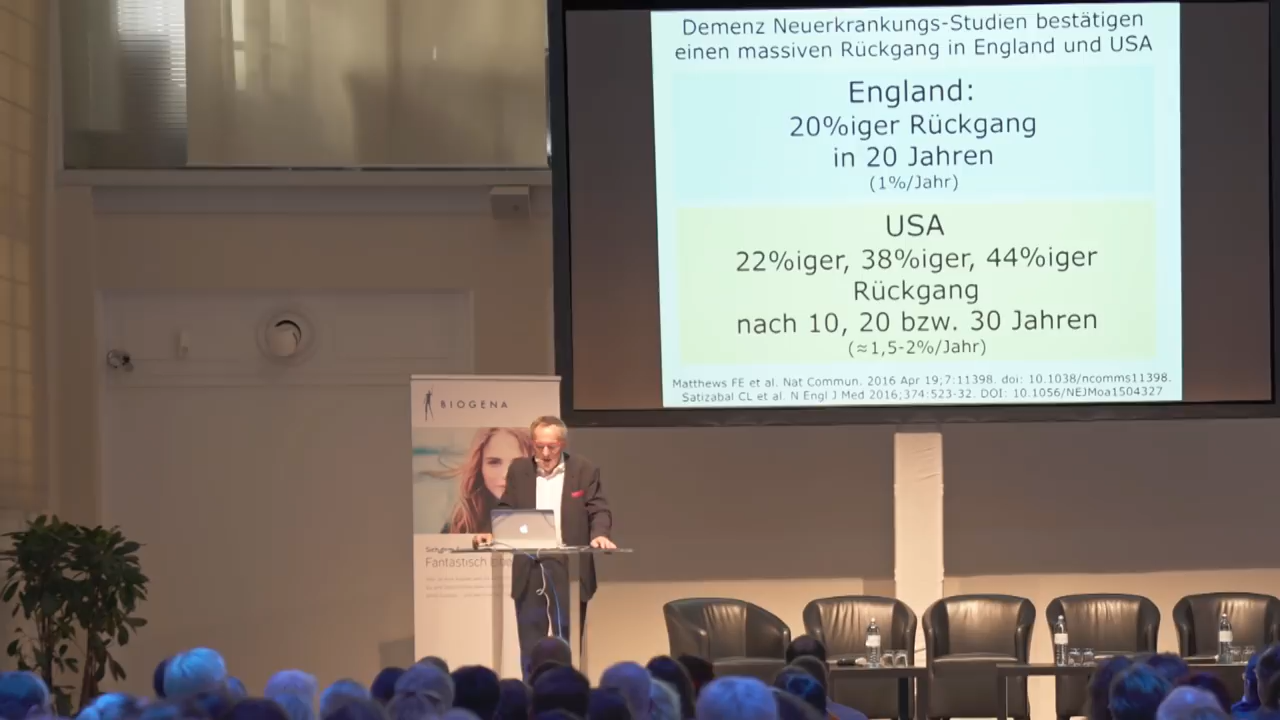 Demenz Neuerkrankungs-Studien bestätigen
einen massiven Rückgang in England und USA
England:
20%iger Rückgang
in 20 Jahren
(1%/Jahr)
USA
22%iger, 38%iger, 44%iger
Rückgang
nach 10, 20 bzw. 30 Jahren
(≈1,5-2%/Jahr)
Matthews FE et al. Nat Commun. 2016 Apr 19;7:11398. doi: 10.1038/ncomms11398.
Satizabal CL et al. N Engl J Med 2016;374:523-32. DOI: 10.1056/NEJMoa1504327
BIOGENA
Fantastisch